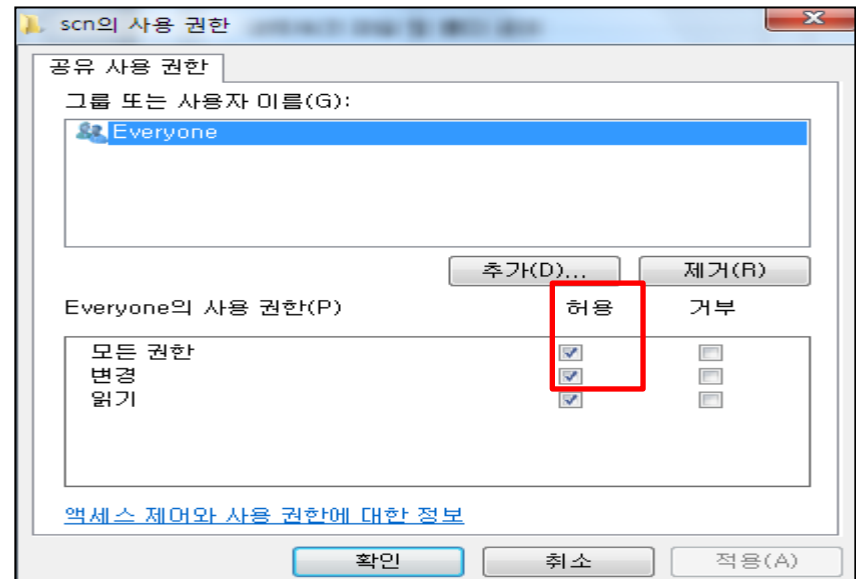 scn의 사용 권한
공유 사용 권한
그룹 또는 사용자 이름(G):
Everyone
추가(D)... 제거(R)
Everyone의 사용 권한(P) 허용 거부
모든 권한
변경
읽기
액세스 제어와 사용 권한에 대한 정보
확인 취소 적용(A)